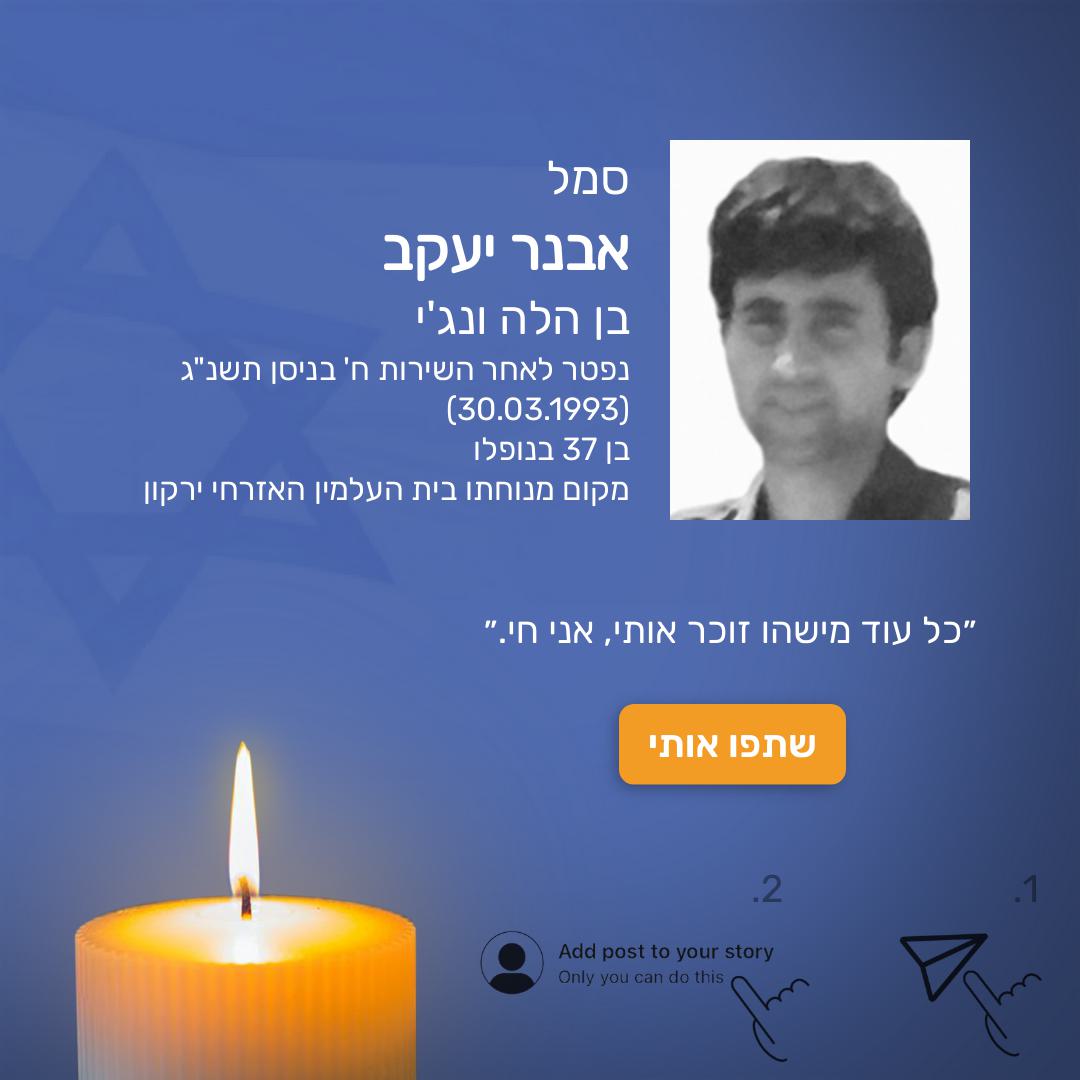 סמל
אבנר יעקב
בן הלה ונג'י
נפטר לאחר השירות ח' בניסן תשנ"ג
(30.03.1993)
בן 37 בנופלו
מקום מנוחתו בית העלמין האזרחי ירקון
״כל עוד מישהו זוכר אותי, אני חי.״
שתפו אותי
.1
.2
Add post to your story
Only you can do this